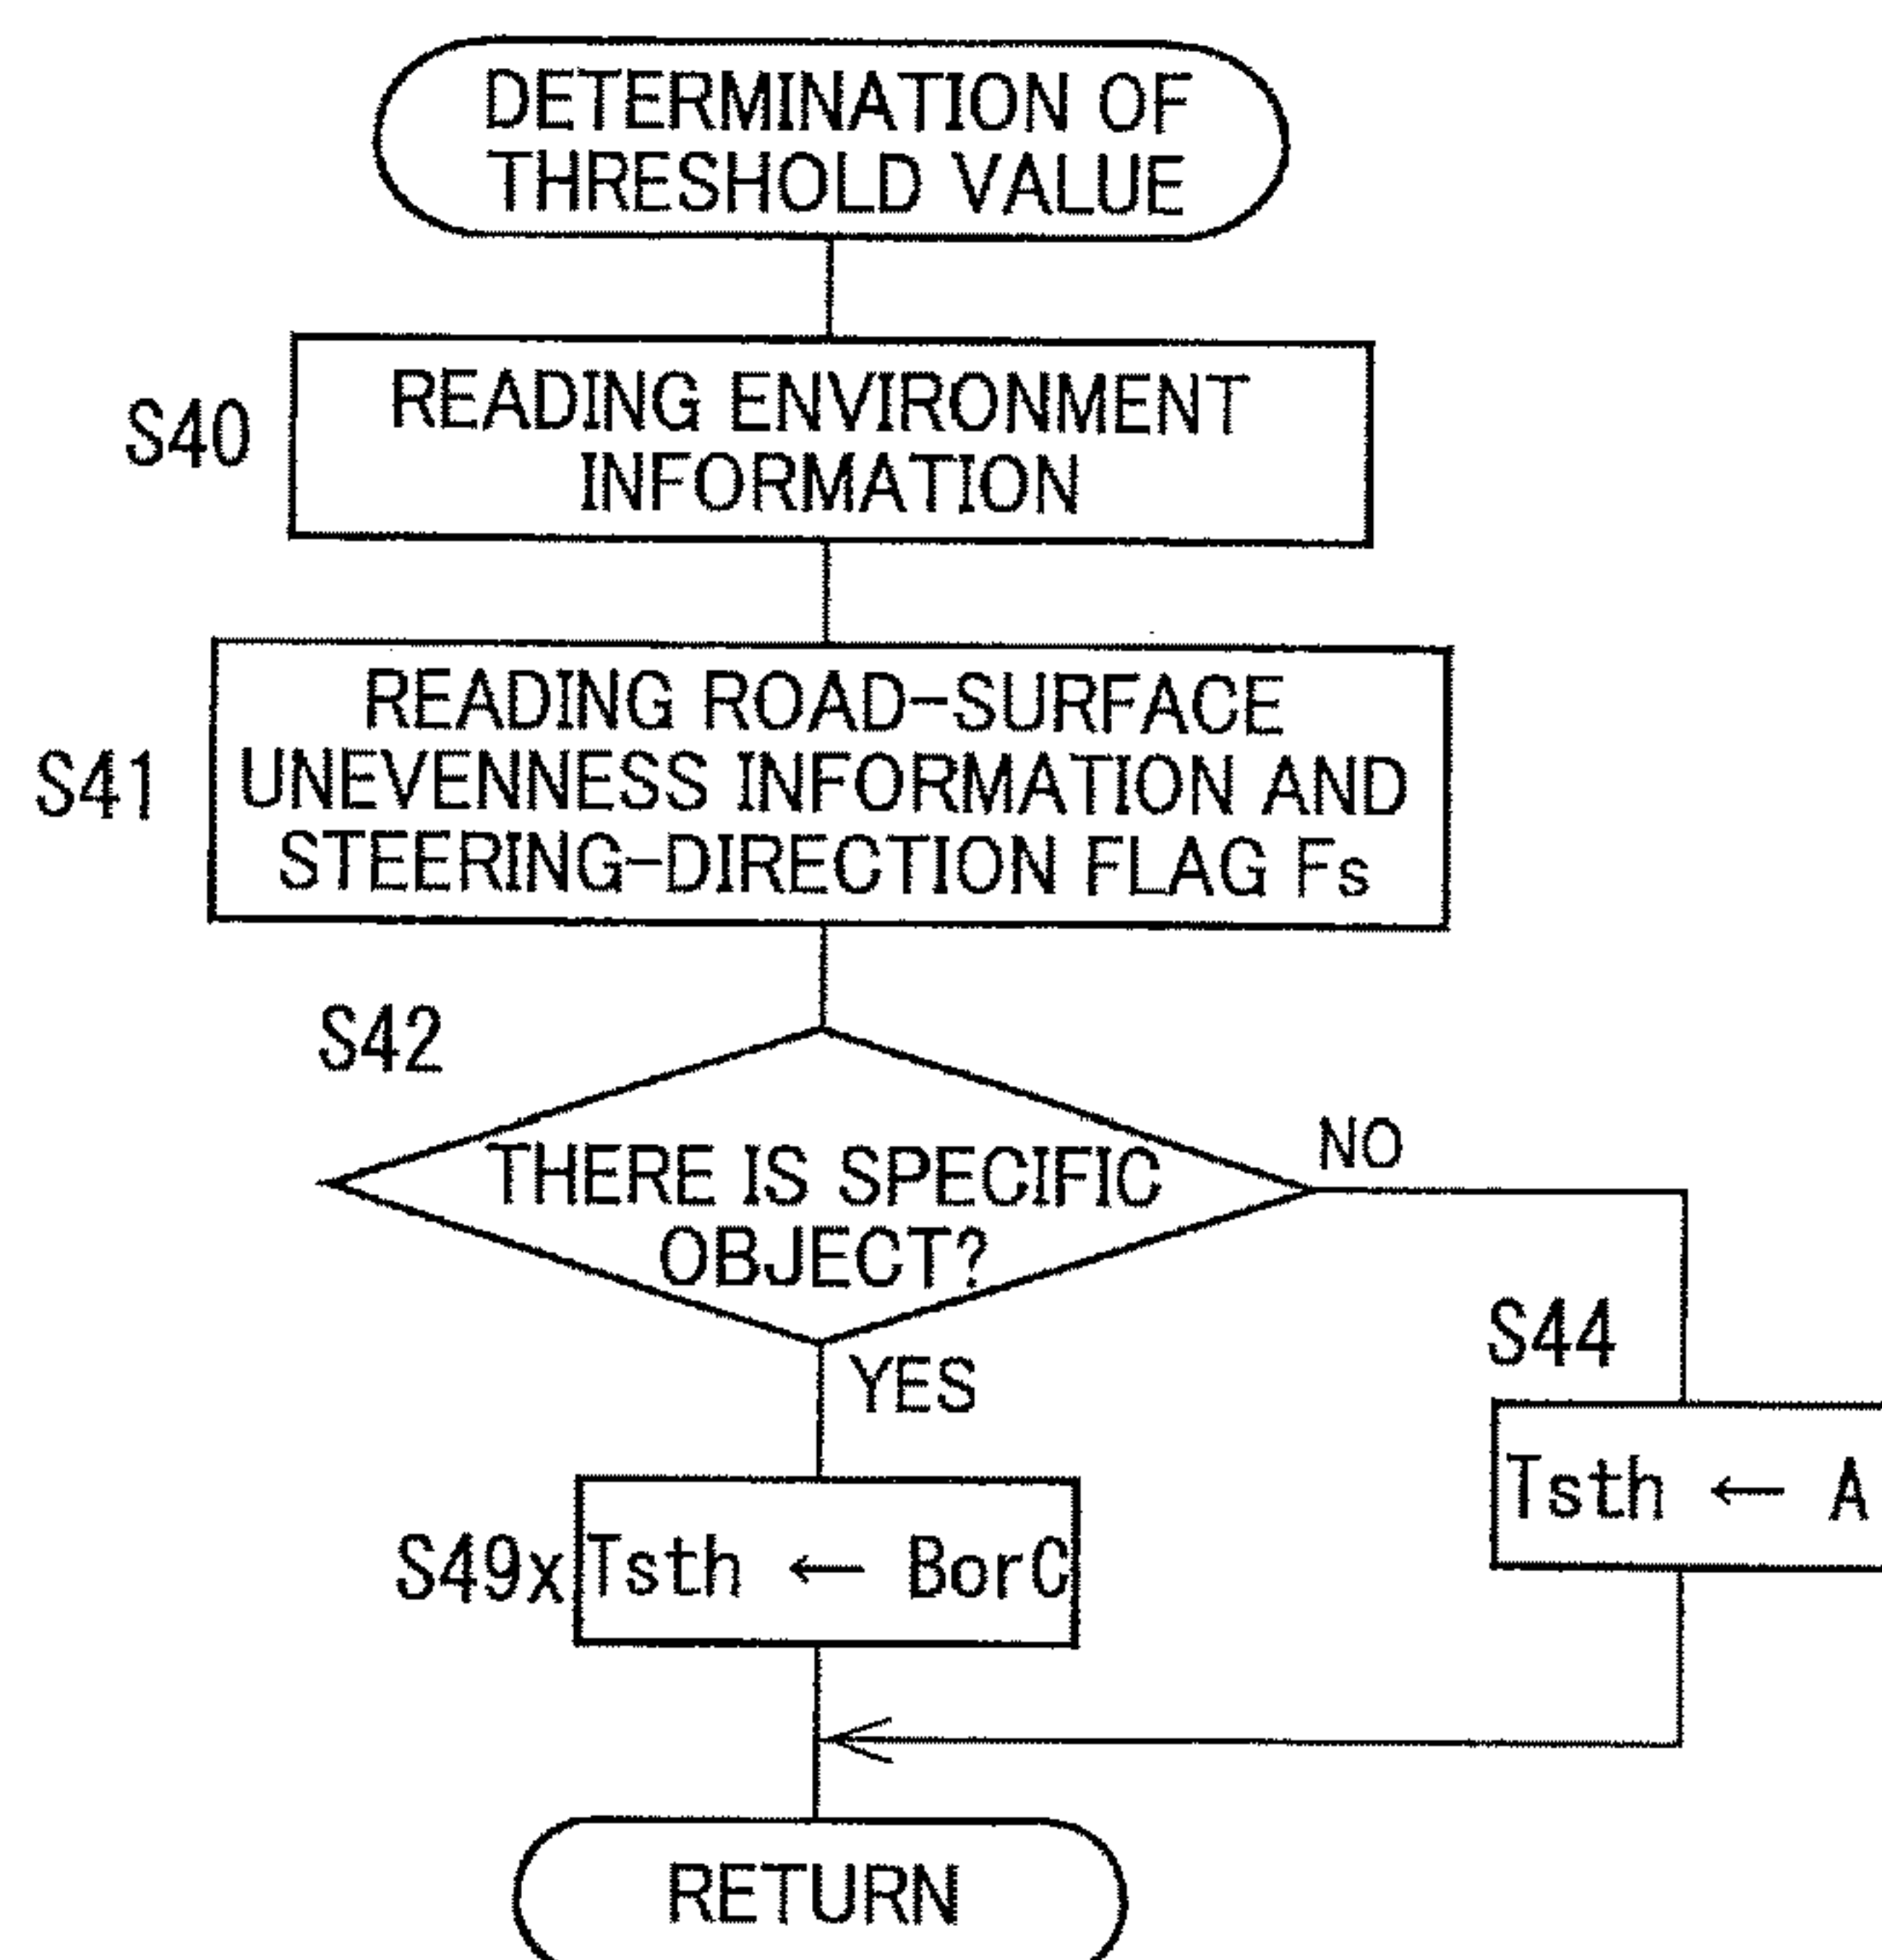 DETERMINATION OF
THRESHOLD VALUE
S40
READING ENVIRONMENT
INFORMATION
S41
READING ROAD-SURFACE
UNEVENNESS INFORMATION AND
STEERING-DIRECTION FLAG Fs
S42
THERE IS SPECIFIC
OBJECT?
NO
YES
S44
Tsth ← A
S49x
Tsth ← BorC
RETURN